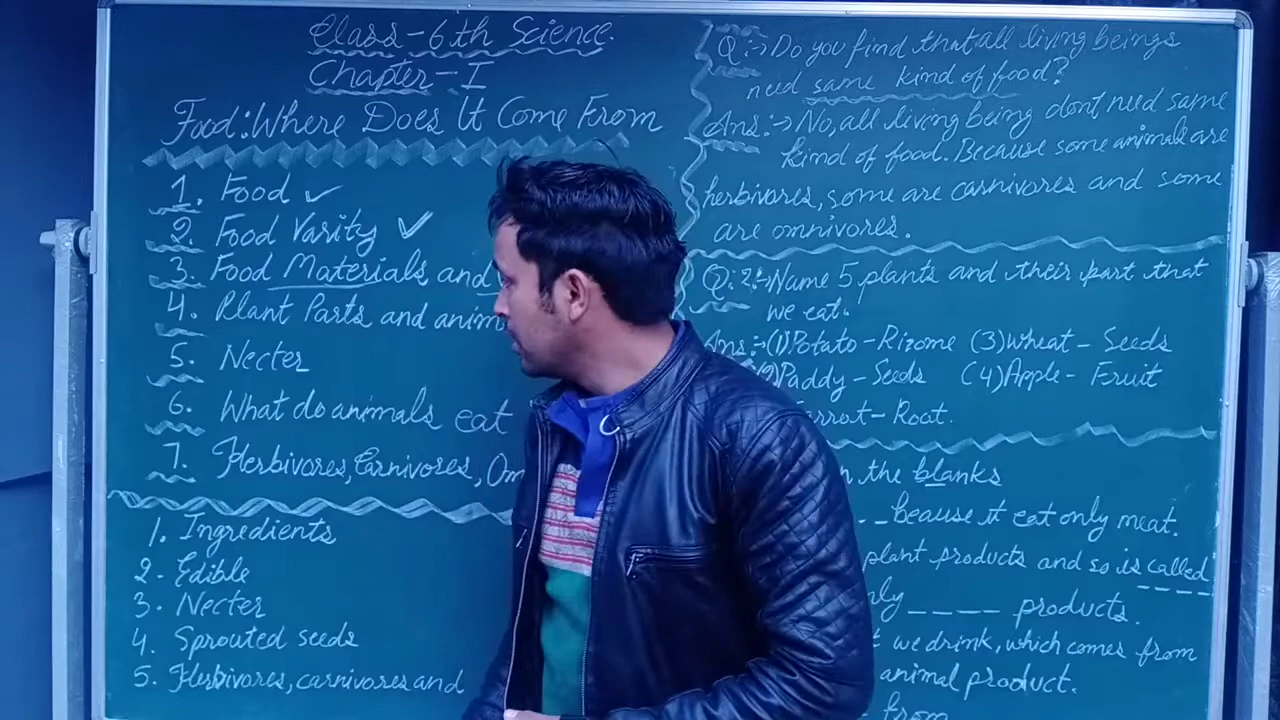 Class-6th Science
Chapter-I
Food:Where Does It Come From
1. Food ✓
2. Food Varity ✓
3. Food Materials and
4. Plant Parts and anim
5. Necter
6. What do animals eat
7. Herbivores, Carnivores, Om
1. Ingredients
2. Edible
3. Necter
4. Sprouted seeds
5. Herbivores, carnivores and
Q:-> Do you find that all living beings
need same kind of food?
Ans:-> No, all living being dont need same
kind of food. Because some animals are
herbivores, some are carnivores and some
are omnivores.
Q.2:- Name 5 plants and their part that
we eat.
Ans:- (1) Potato - Rizome (3) Wheat - Seeds
(2) Paddy - Seeds (4) Apple - Fruit
arrot - Root.
n the blanks
_ _ beause it eat only meat.
plant products and so is called
_ _ _ _
nly _ _ _ _ products.
t we drink, which comes from
animal product.
from